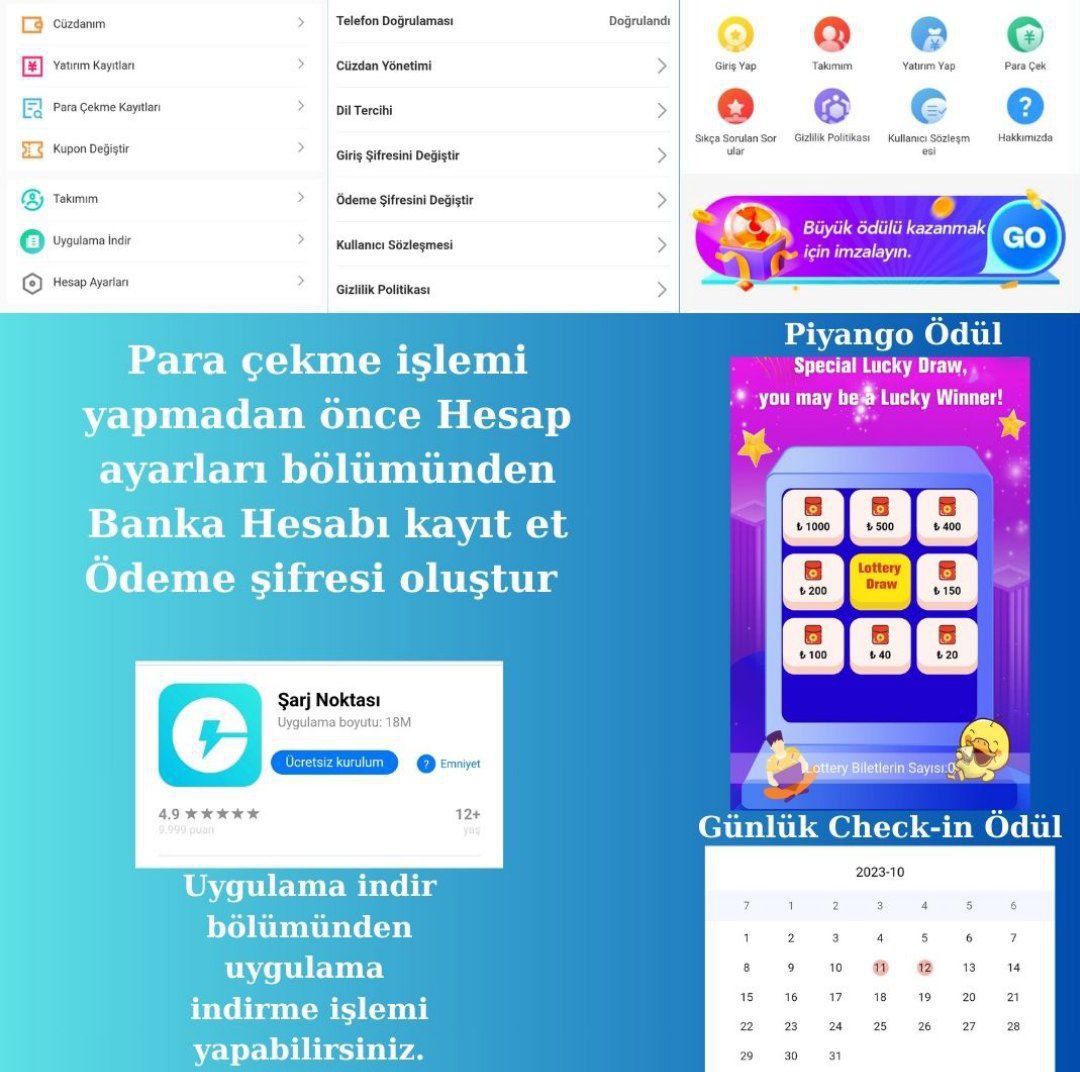 Cüzdanım
Yatırım Kayıtları
Para Çekme Kayıtları
Kupon Değiştir
Takımım
Uygulama İndir
Hesap Ayarları
Telefon Doğrulaması
Doğrulandı
Cüzdan Yönetimi
Dil Tercihi
Giriş Şifresini Değiştir
Ödeme Şifresini Değiştir
Kullanıcı Sözleşmesi
Gizlilik Politikası
Giriş Yap
Takımım
Yatırım Yap
Para Çek
Sıkça Sorulan Sor
ular
Gizlilik Politikası
Kullanıcı Sözleşm
esi
Hakkımızda
Büyük ödülü kazanmak
için imzalayın.
GO
Para çekme işlemi
yapmadan önce Hesap
ayarları bölümünden
Banka Hesabı kayıt et
Ödeme şifresi oluştur
Şarj Noktası
Uygulama boyutu: 18M
Ücretsiz kurulum
? Emniyet
4.9 ★★★★★
9.999 puan
12+
yaş
Uygulama indir
bölümünden
uygulama
indirme işlemi
yapabilirsiniz.
Piyango Ödül
Special Lucky Draw,
you may be a Lucky Winner!
₺ 1000 ₺ 500 ₺ 400
₺ 200 Lottery Draw ₺ 150
₺ 100 ₺ 40 ₺ 20
Lottery Biletlerin Sayısı:0
Günlük Check-in Ödül
2023-10
7 1 2 3 4 5 6
1 2 3 4 5 6 7
8 9 10 11 12 13 14
15 16 17 18 19 20 21
22 23 24 25 26 27 28
29 30 31